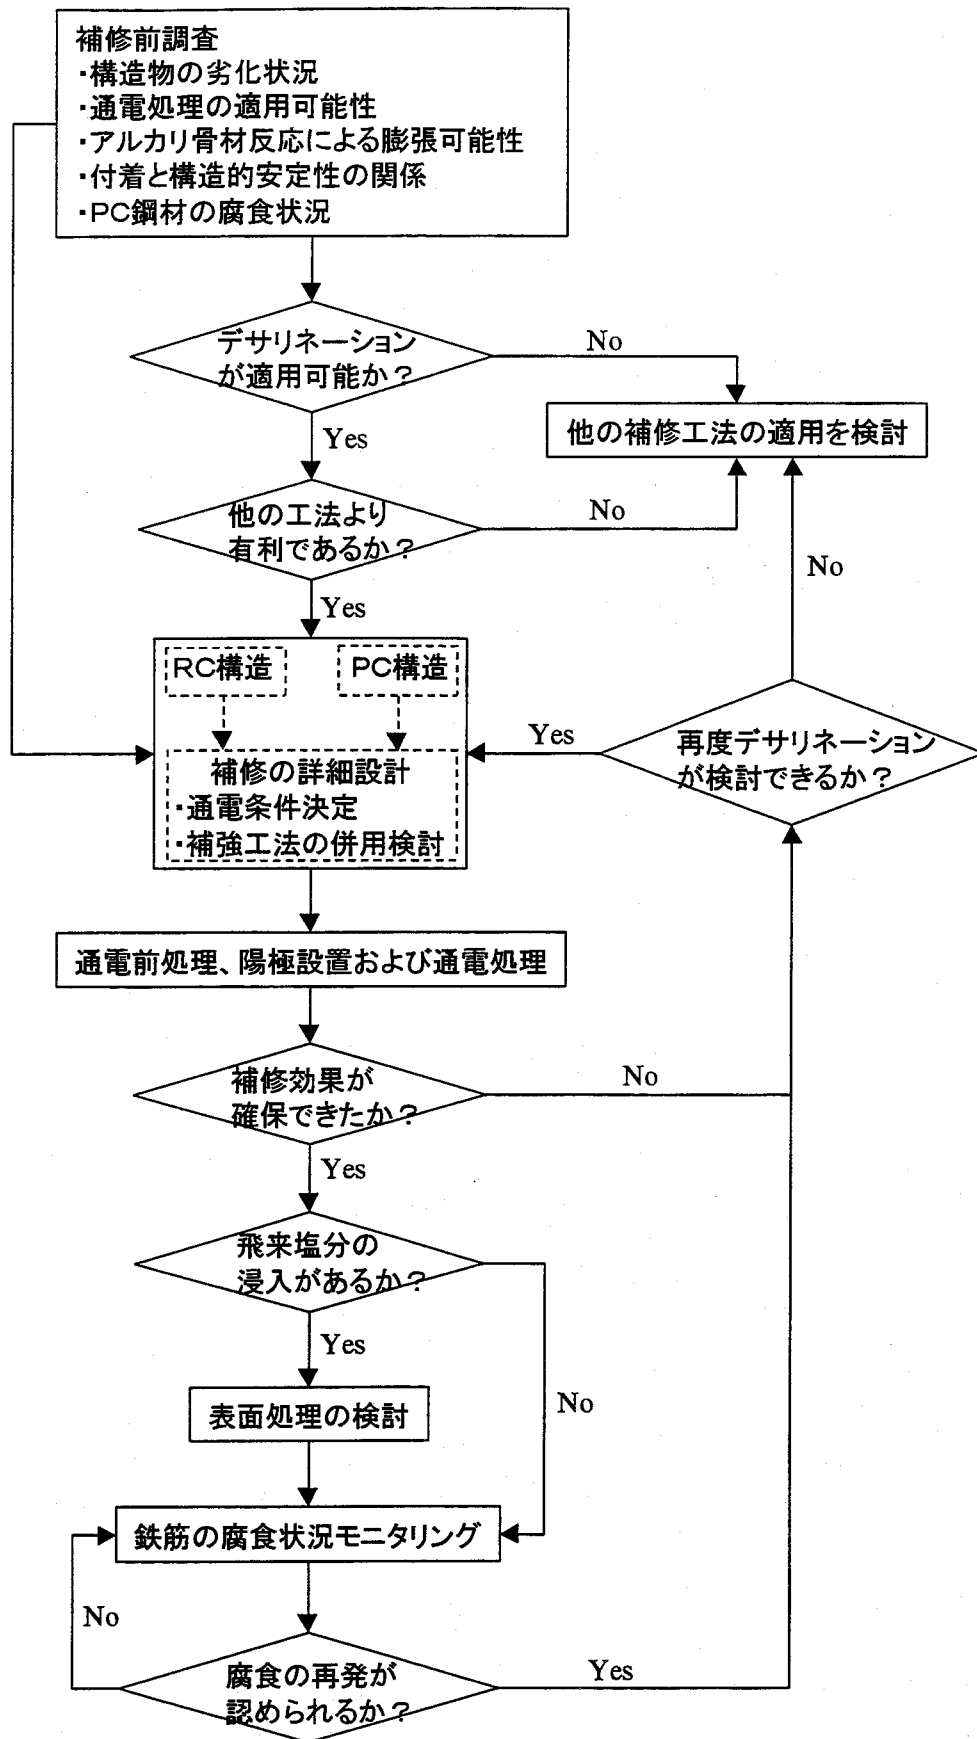 補修前調査
・構造物の劣化状況
・通電処理の適用可能性
・アルカリ骨材反応による膨張可能性
・付着と構造的安定性の関係
・PC鋼材の腐食状況
デサリネーション
が適用可能か？
No
Yes
他の補修工法の適用を検討
他の工法より
有利であるか？
No
No
Yes
RC構造
PC構造
補修の詳細設計
・通電条件決定
・補強工法の併用検討
Yes
再度デサリネーション
が検討できるか？
通電前処理、陽極設置および通電処理
補修効果が
確保できたか？
No
Yes
飛来塩分の
浸入があるか？
Yes
No
表面処理の検討
鉄筋の腐食状況モニタリング
No
腐食の再発が
認められるか？
Yes